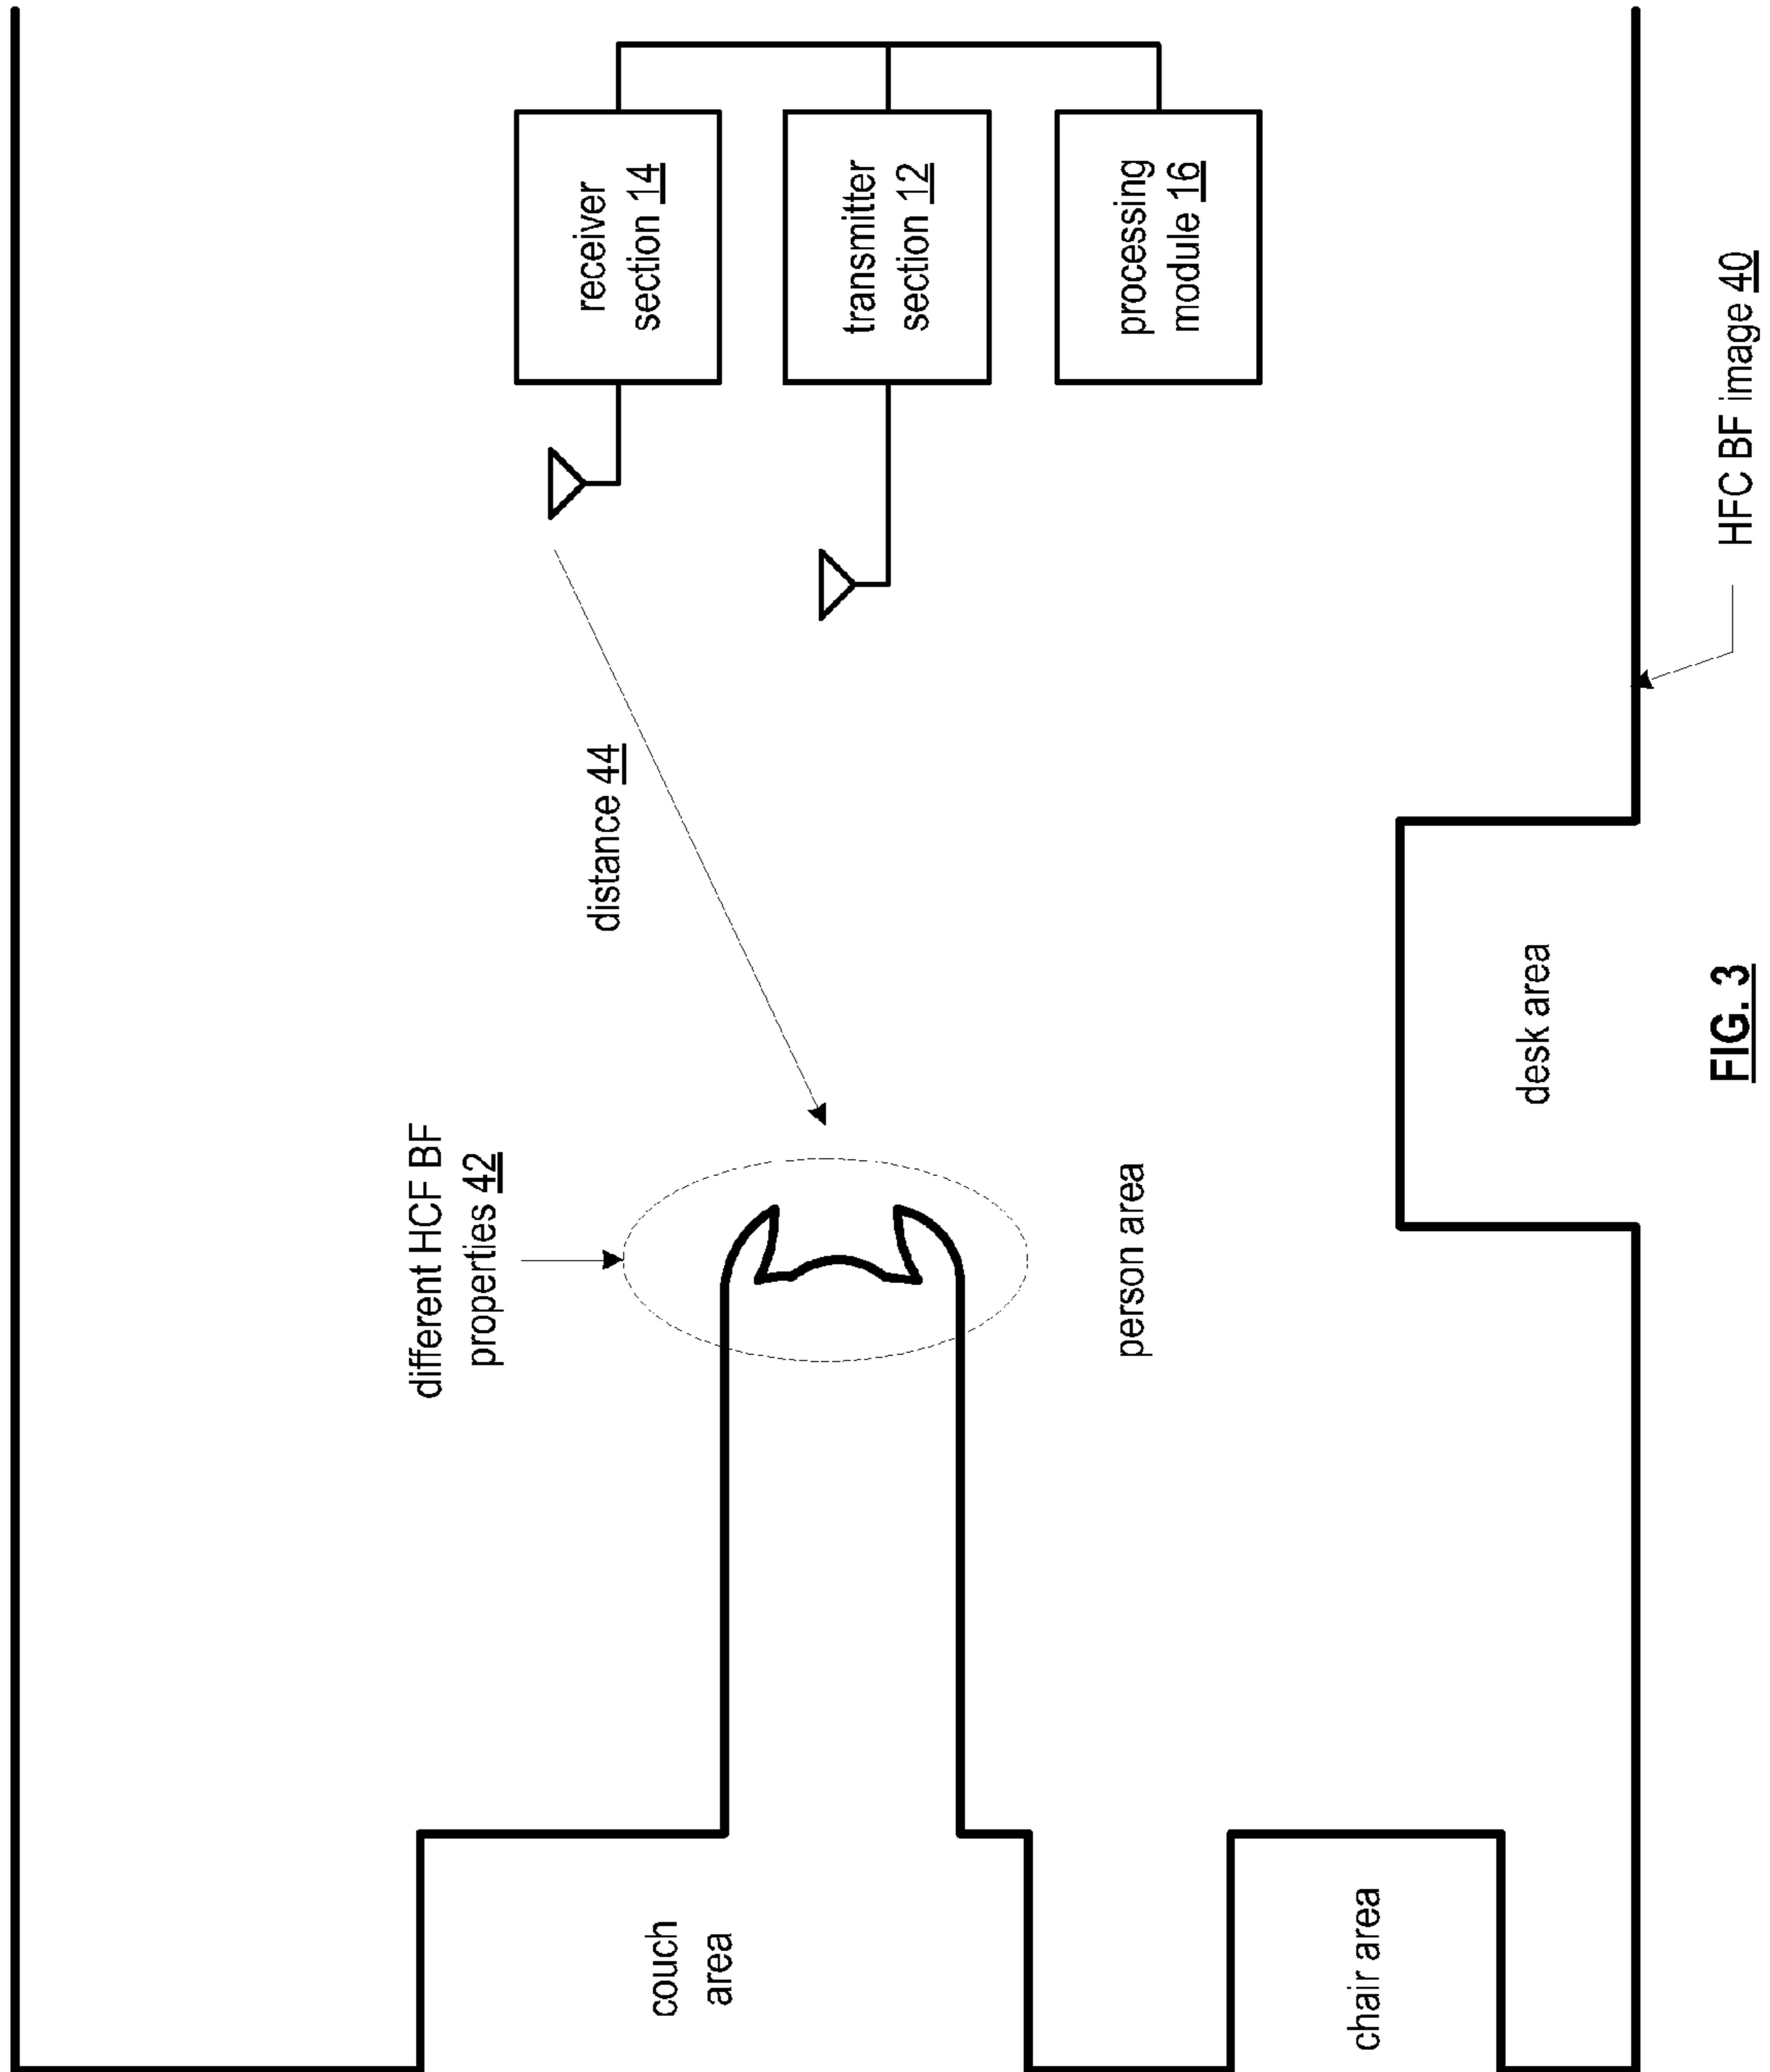 different HCF BF
properties 42
distance 44
receiver
section 14
transmitter
section 12
processing
module 16
couch
area
person area
chair area
desk area
HFC BF image 40
FIG. 3